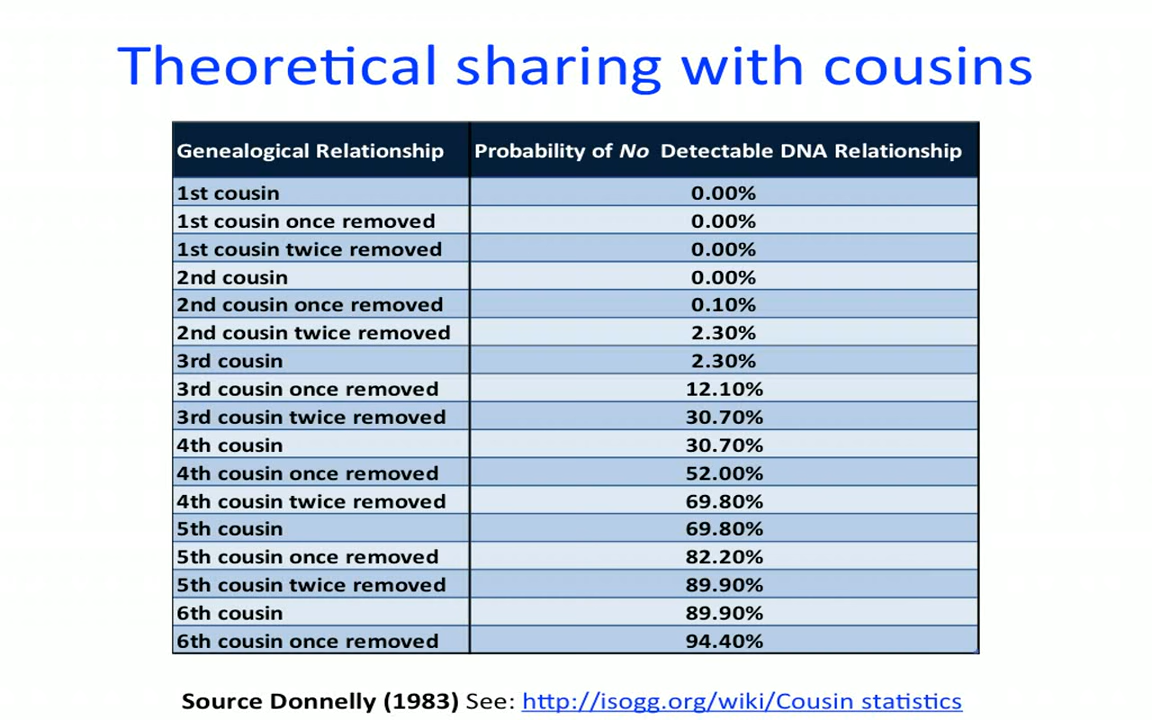 Theoretical sharing with cousins
Genealogical Relationship Probability of No Detectable DNA Relationship
1st cousin 0.00%
1st cousin once removed 0.00%
1st cousin twice removed 0.00%
2nd cousin 0.00%
2nd cousin once removed 0.10%
2nd cousin twice removed 2.30%
3rd cousin 2.30%
3rd cousin once removed 12.10%
3rd cousin twice removed 30.70%
4th cousin 30.70%
4th cousin once removed 52.00%
4th cousin twice removed 69.80%
5th cousin 69.80%
5th cousin once removed 82.20%
5th cousin twice removed 89.90%
6th cousin 89.90%
6th cousin once removed 94.40%
Source Donnelly (1983) See: http://isogg.org/wiki/Cousin statistics